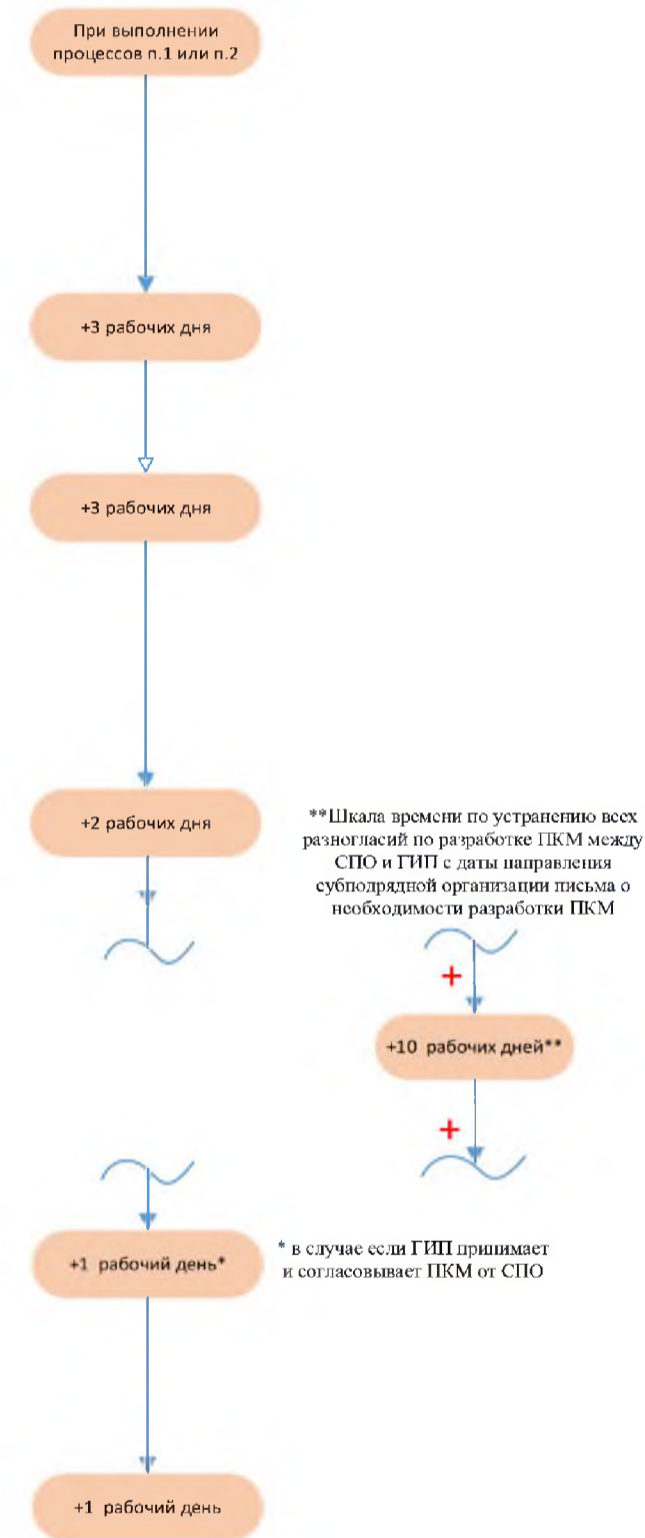 При выполнении
процессов п.1 или п.2
+3 рабочих дня
+3 рабочих дня
+2 рабочих дня
**Шкала времени по устранению всех
разногласий по разработке ПКМ между
СПО и ГИП с даты направления
субподрядной организации письма о
необходимости разработки ПКМ
+
+10 рабочих дней**
+
+1 рабочий день*
* в случае если ГИП принимает
и согласовывает ПКМ от СПО
+1 рабочий день